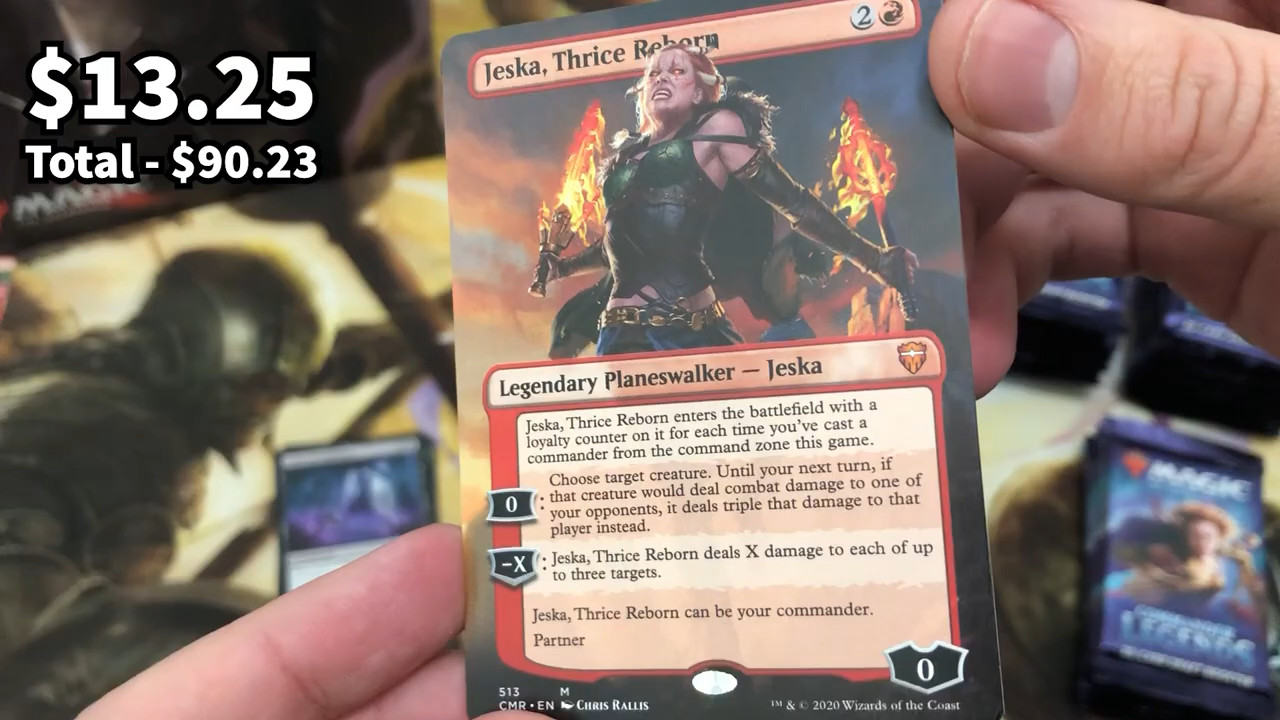 $13.25
Total - $90.23
Jeska, Thrice Reborn
2
Legendary Planeswalker — Jeska
Jeska, Thrice Reborn enters the battlefield with a
loyalty counter on it for each time you've cast a
commander from the command zone this game.
0 : Choose target creature. Until your next turn, if
that creature would deal combat damage to one of
your opponents, it deals triple that damage to that
player instead.
-X : Jeska, Thrice Reborn deals X damage to each of up
to three targets.
Jeska, Thrice Reborn can be your commander.
Partner
0
513 M
CMR • EN CHRIS RALLIS
™ & © 2020 Wizards of the Coast
MAGIC
COMMANDER
LEGENDS